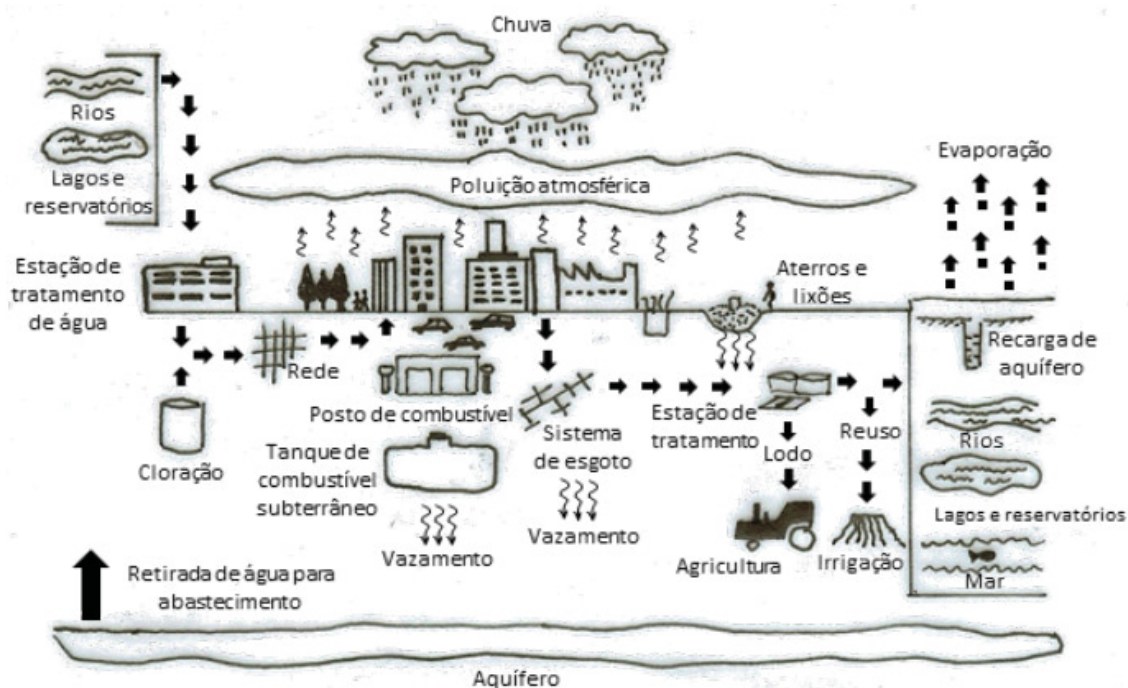 Chuva
Rios
Lagos e
reservatórios
Poluição atmosférica
Evaporação
Estação de
tratamento
de água
Aterros e
lixões
Rede
Recarga de
aquífero
Posto de combustível
Cloração
Tanque de
combustível
subterrâneo
Sistema
de esgoto
Estação de
tratamento
Lodo
Reuso
Rios
Lagos e reservatórios
Vazamento
Vazamento
Agricultura
Irrigação
Mar
Retirada de água para
abastecimento
Aquífero